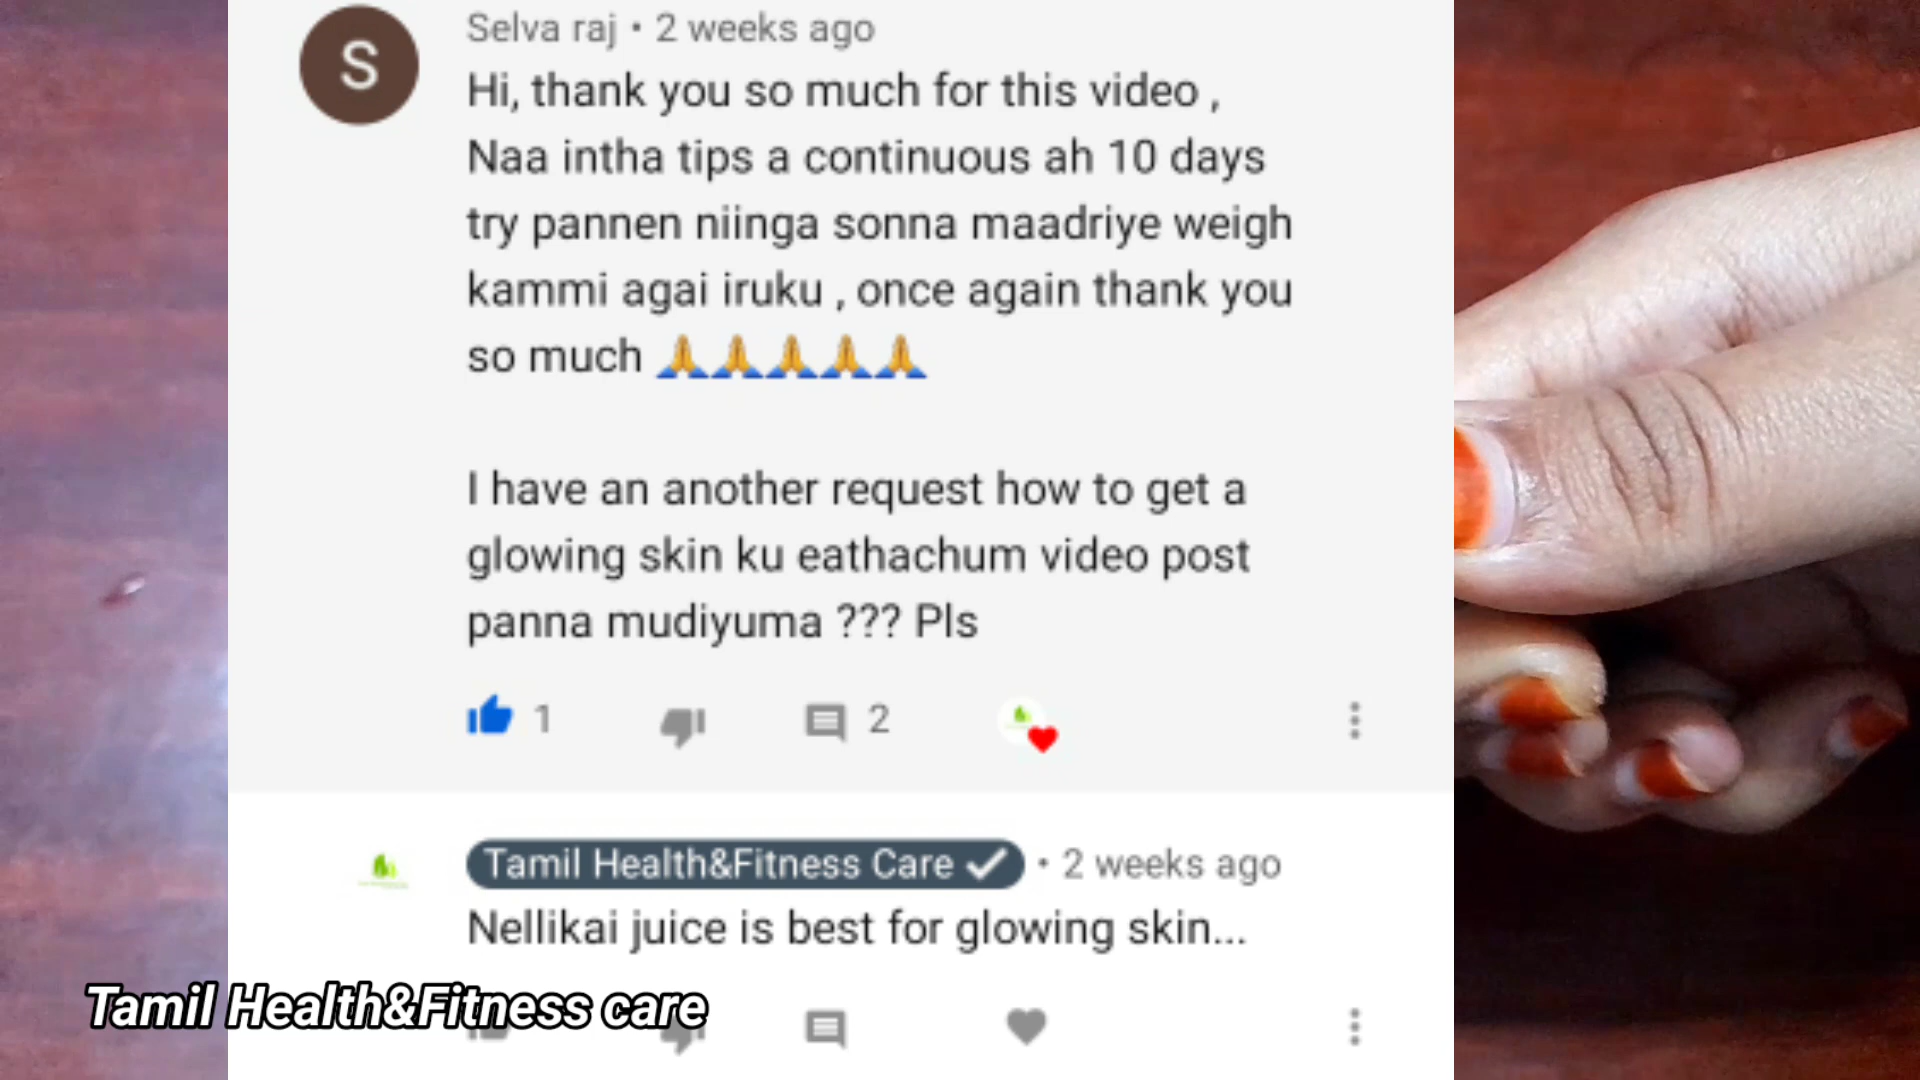 S
Selva raj • 2 weeks ago
Hi, thank you so much for this video ,
Naa intha tips a continuous ah 10 days
try pannen niinga sonna maadriye weigh
kammi agai iruku , once again thank you
so much 🙏🙏🙏🙏🙏
I have an another request how to get a
glowing skin ku eathachum video post
panna mudiyuma ??? Pls
1 2
Tamil Health&Fitness Care ✓ • 2 weeks ago
Nellikai juice is best for glowing skin...
Tamil Health&Fitness care